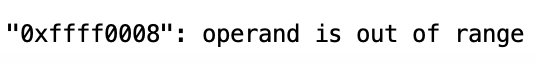 "0xffff0008": operand is out of range